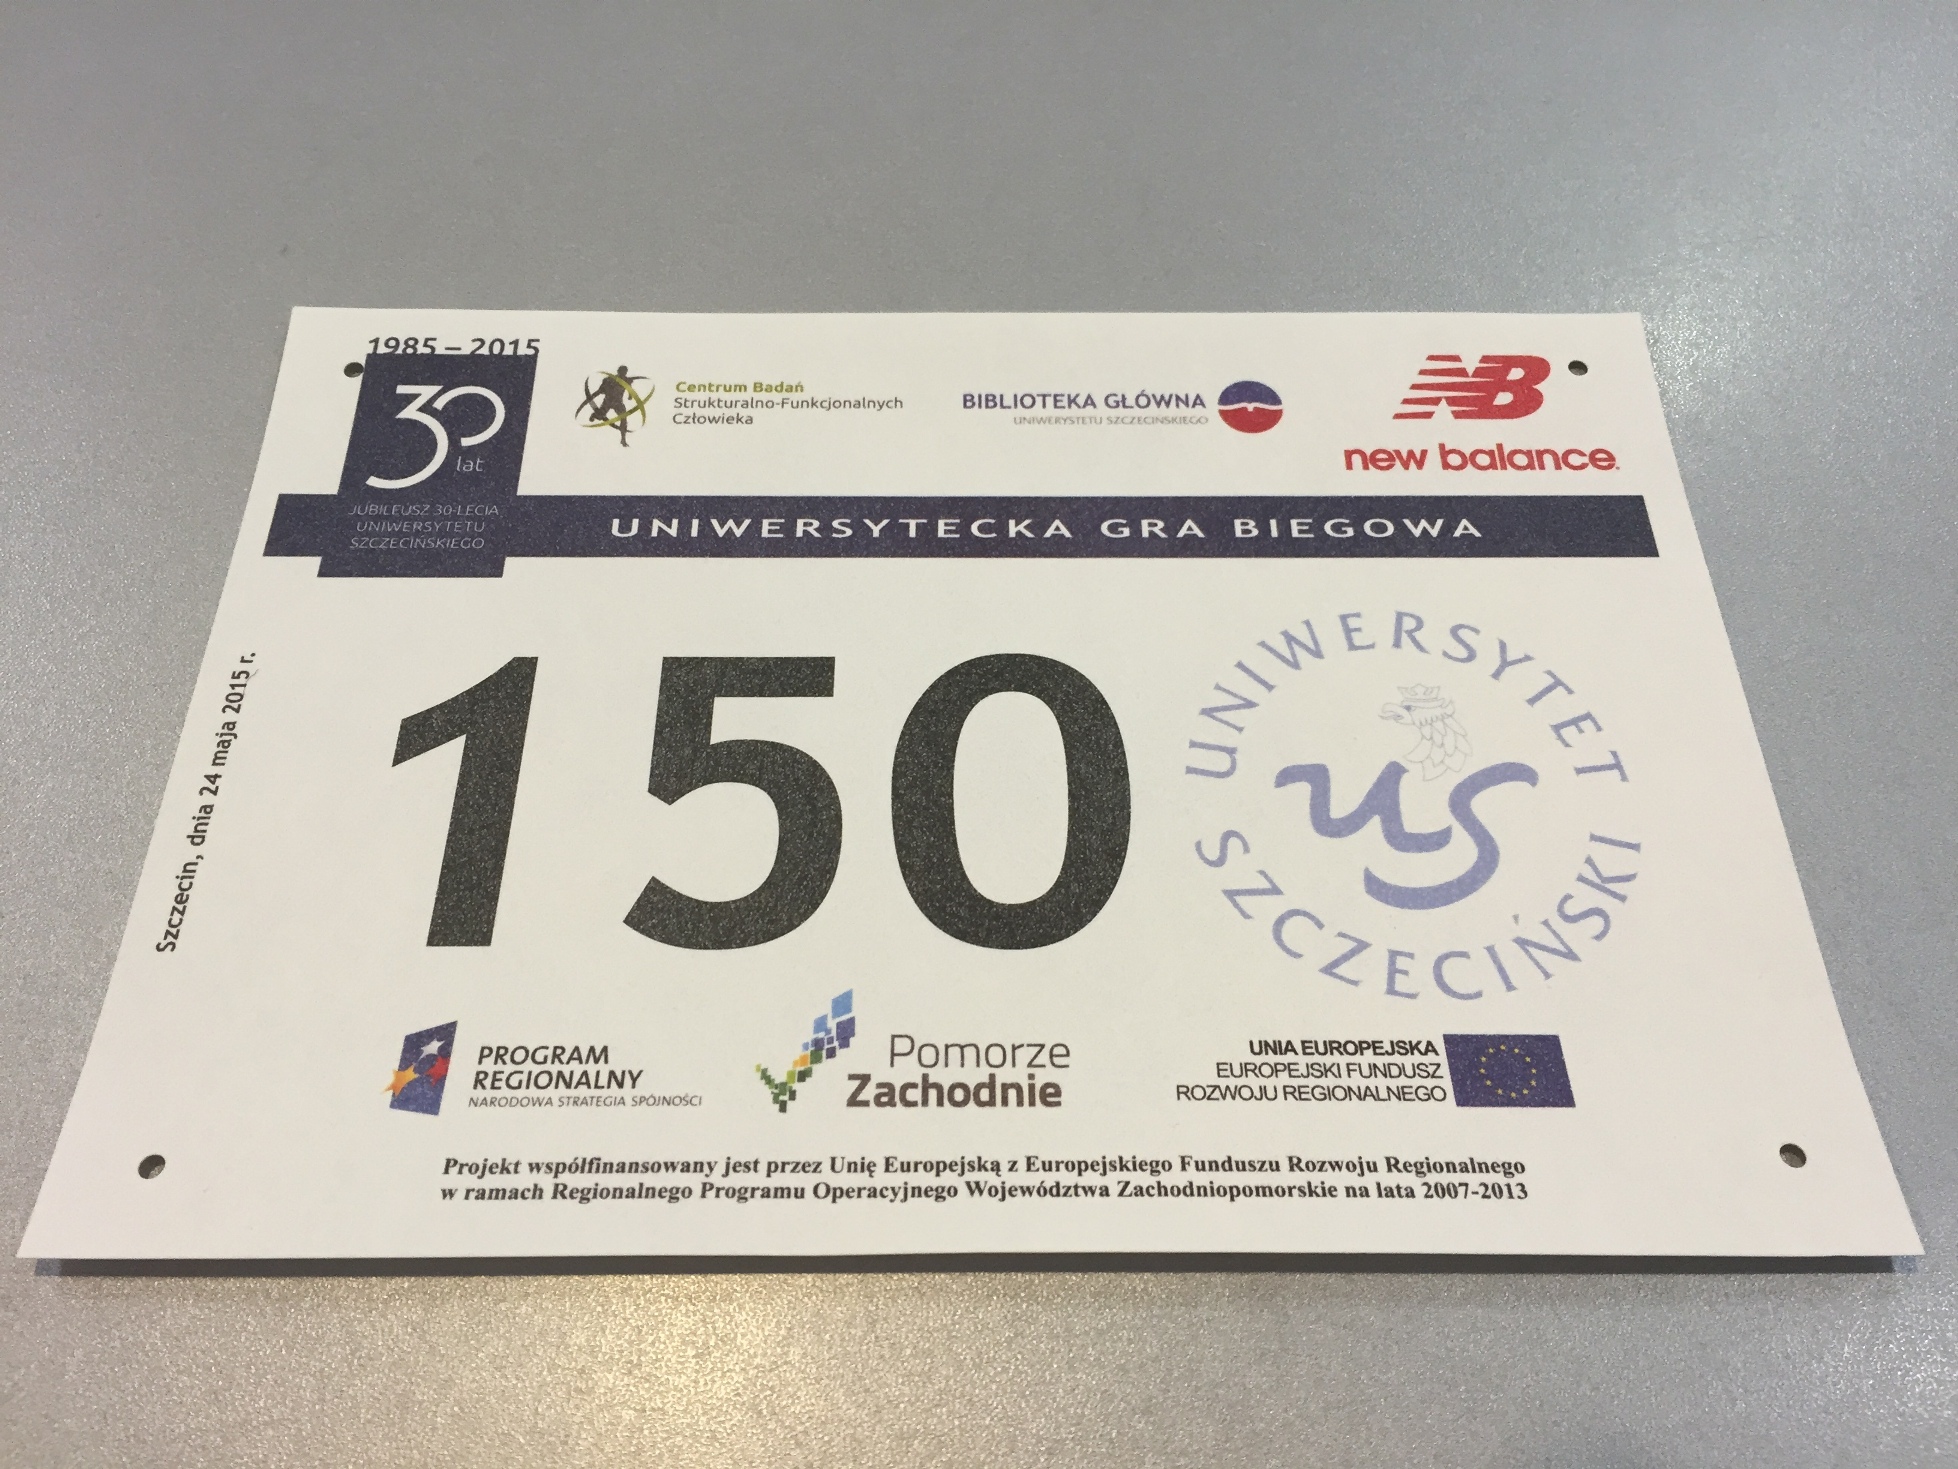 1985 – 2015
30
lat
JUBILEUSZ 30-LECIA
UNIWERSYTETU
SZCZECIŃSKIEGO
Centrum Badań
Strukturalno-Funkcjonalnych
Człowieka
BIBLIOTEKA GŁÓWNA
UNIWERYSTETU SZCZECIŃSKIEGO
NB
new balance
UNIWERSYTECKA GRA BIEGOWA
Szczecin, dnia 24 maja 2015 r.
150
UNIWERSYTET
SZCZECIŃSKI
us
PROGRAM
REGIONALNY
NARODOWA STRATEGIA SPÓJNOŚCI
Pomorze
Zachodnie
UNIA EUROPEJSKA
EUROPEJSKI FUNDUSZ
ROZWOJU REGIONALNEGO
Projekt współfinansowany jest przez Unię Europejską z Europejskiego Funduszu Rozwoju Regionalnego
w ramach Regionalnego Programu Operacyjnego Województwa Zachodniopomorskie na lata 2007-2013